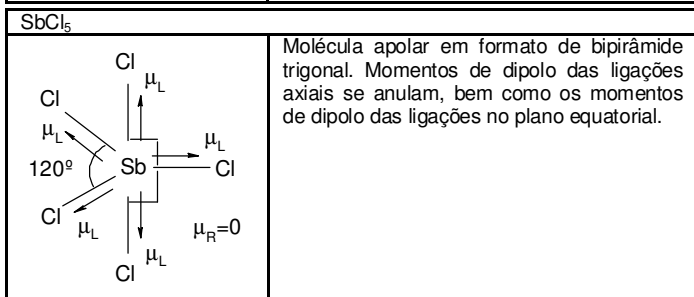 SbCl₅
Cl
μL
Cl
μL
μL
120º
Sb
Cl
Cl
μL
μR=0
μL
Cl
Molécula apolar em formato de bipirâmide
trigonal. Momentos de dipolo das ligações
axiais se anulam, bem como os momentos
de dipolo das ligações no plano equatorial.